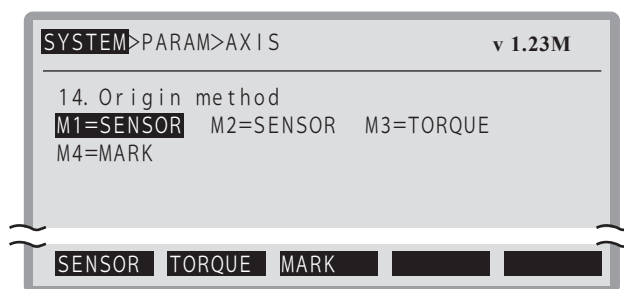 SYSTEM>PARAM>AXIS v 1.23M
14. Origin method
M1=SENSOR M2=SENSOR M3=TORQUE
M4=MARK
SENSOR TORQUE MARK